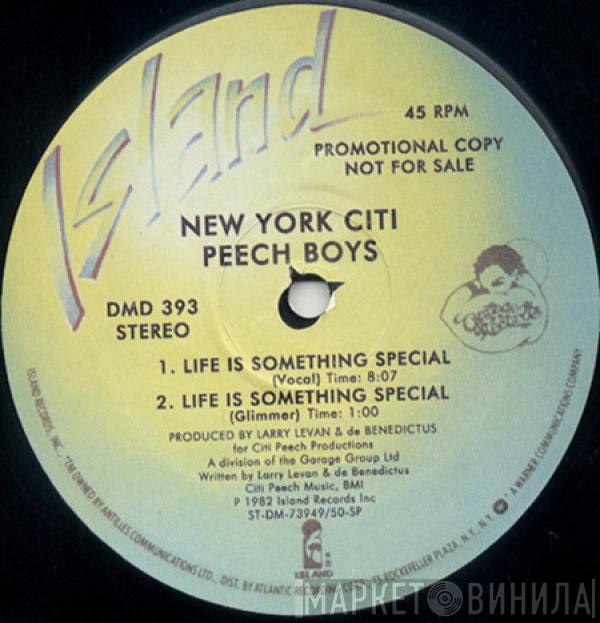 Island
45 RPM
PROMOTIONAL COPY
NOT FOR SALE
NEW YORK CITI
PEECH BOYS
DMD 393
STEREO
Garage Records
1. LIFE IS SOMETHING SPECIAL
(Vocal) Time: 8:07
2. LIFE IS SOMETHING SPECIAL
(Glimmer) Time: 1:00
PRODUCED BY LARRY LEVAN & de BENEDICTUS
for Citi Peech Productions
A division of the Garage Group Ltd
Written by Larry Levan & de Benedictus
Citi Peech Music, BMI
P 1982 Island Records Inc
ST-DM-73949/50-SP
ISLAND
ISLAND RECORDS, INC. "TM OWNED BY ANTILLES COMMUNICATIONS LTD., DIST. BY ATLANTIC RECORDING CORP., 75 ROCKEFELLER PLAZA, N.Y., N.Y. A WARNER COMMUNICATIONS COMPANY
МАРКЕТ ВИНИЛА